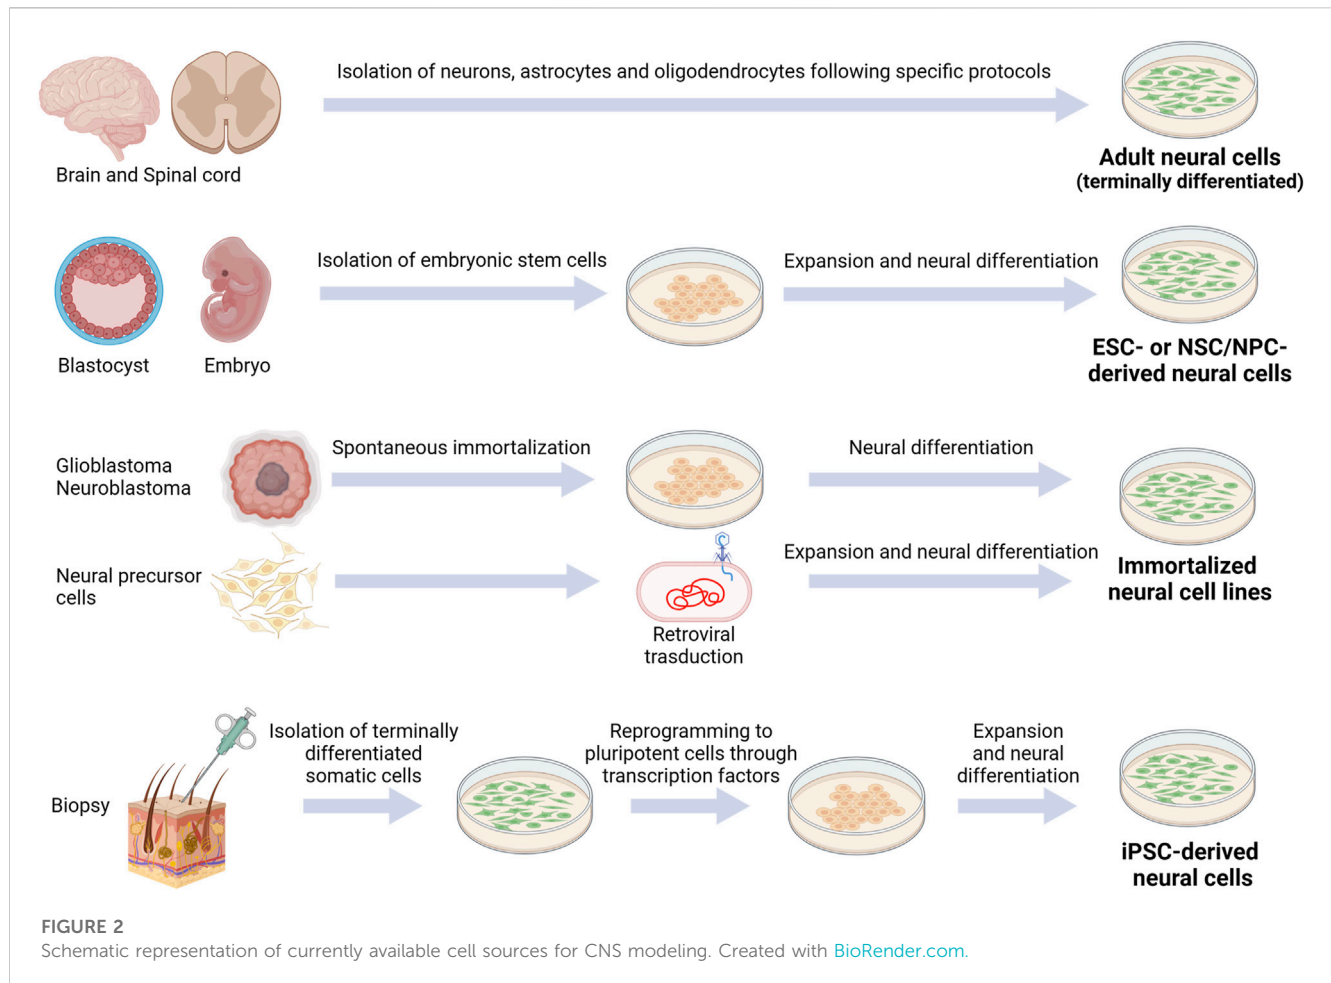 Isolation of neurons, astrocytes and oligodendrocytes following specific protocols
Brain and Spinal cord
Adult neural cells
(terminally differentiated)
Isolation of embryonic stem cells
Expansion and neural differentiation
Blastocyst
Embryo
ESC- or NSC/NPC-
derived neural cells
Glioblastoma
Neuroblastoma
Spontaneous immortalization
Neural differentiation
Neural precursor
cells
Retroviral
trasduction
Expansion and neural differentiation
Immortalized
neural cell lines
Biopsy
Isolation of terminally
differentiated
somatic cells
Reprogramming to
pluripotent cells through
transcription factors
Expansion
and neural
differentiation
iPSC-derived
neural cells
FIGURE 2
Schematic representation of currently available cell sources for CNS modeling. Created with BioRender.com.